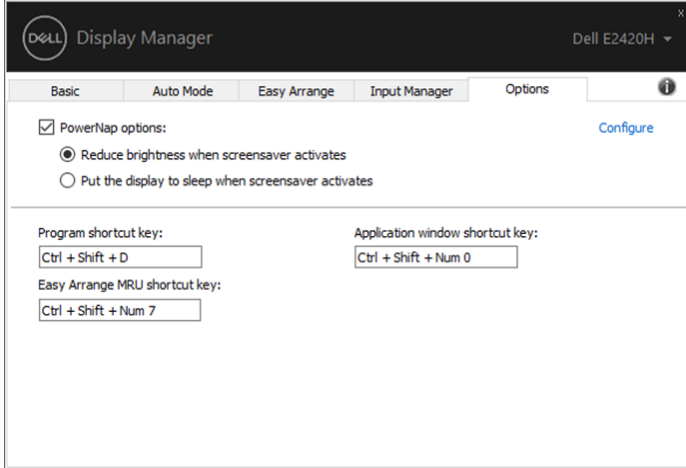 x
DELL Display Manager Dell E2420H
Basic Auto Mode Easy Arrange Input Manager Options i
PowerNap options: Configure
Reduce brightness when screensaver activates
Put the display to sleep when screensaver activates
Program shortcut key: Application window shortcut key:
Ctrl + Shift + D Ctrl + Shift + Num 0
Easy Arrange MRU shortcut key:
Ctrl + Shift + Num 7